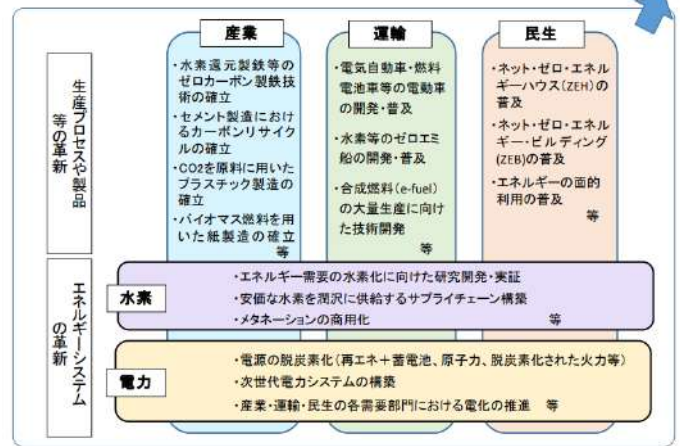 産業
運輸
民生
生産プロセスや製品
等の革新
・水素還元製鉄等の
ゼロカーボン製鉄技
術の確立
・セメント製造におけ
るカーボンリサイク
ルの確立
・CO2を原料に用いた
プラスチック製造の
確立
・バイオマス燃料を用
いた紙製造の確立
等
・電気自動車・燃料
電池車等の電動車
の開発・普及
・水素等のゼロエミ
船の開発・普及
・合成燃料(e-fuel)
の大量生産に向け
た技術開発
等
・ネット・ゼロ・エネル
ギーハウス(ZEH)の
普及
・ネット・ゼロ・エネル
ギー・ビルディング
(ZEB)の普及
・エネルギーの面的
利用の普及
等
エネルギーシステム
の革新
水素
・エネルギー需要の水素化に向けた研究開発・実証
・安価な水素を潤沢に供給するサプライチェーン構築
・メタネーションの商用化 等
電力
・電源の脱炭素化(再エネ+蓄電池、原子力、脱炭素化された火力等)
・次世代電力システムの構築
・産業・運輸・民生の各需要部門における電化の推進 等